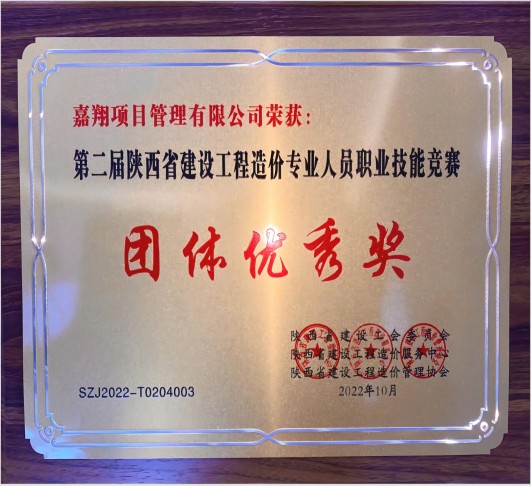 嘉翔项目管理有限公司荣获：
第二届陕西省建设工程造价专业人员职业技能竞赛
团体优秀奖
陕西省建设工会委员会
陕西省建设工程造价服务中心
SZJ2022-T0204003
陕西省建设工程造价管理协会
2022年10月